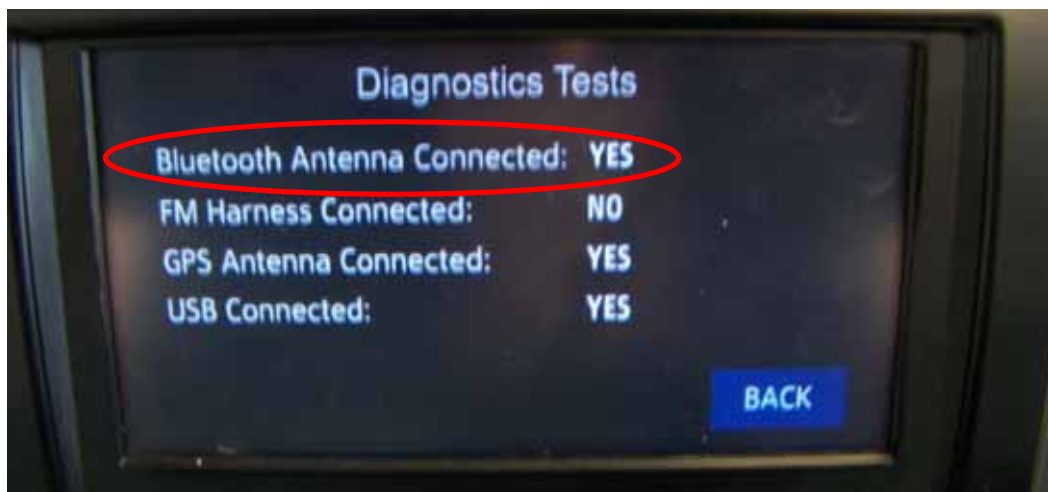 Diagnostics Tests
Bluetooth Antenna Connected: YES
FM Harness Connected: NO
GPS Antenna Connected: YES
USB Connected: YES
BACK